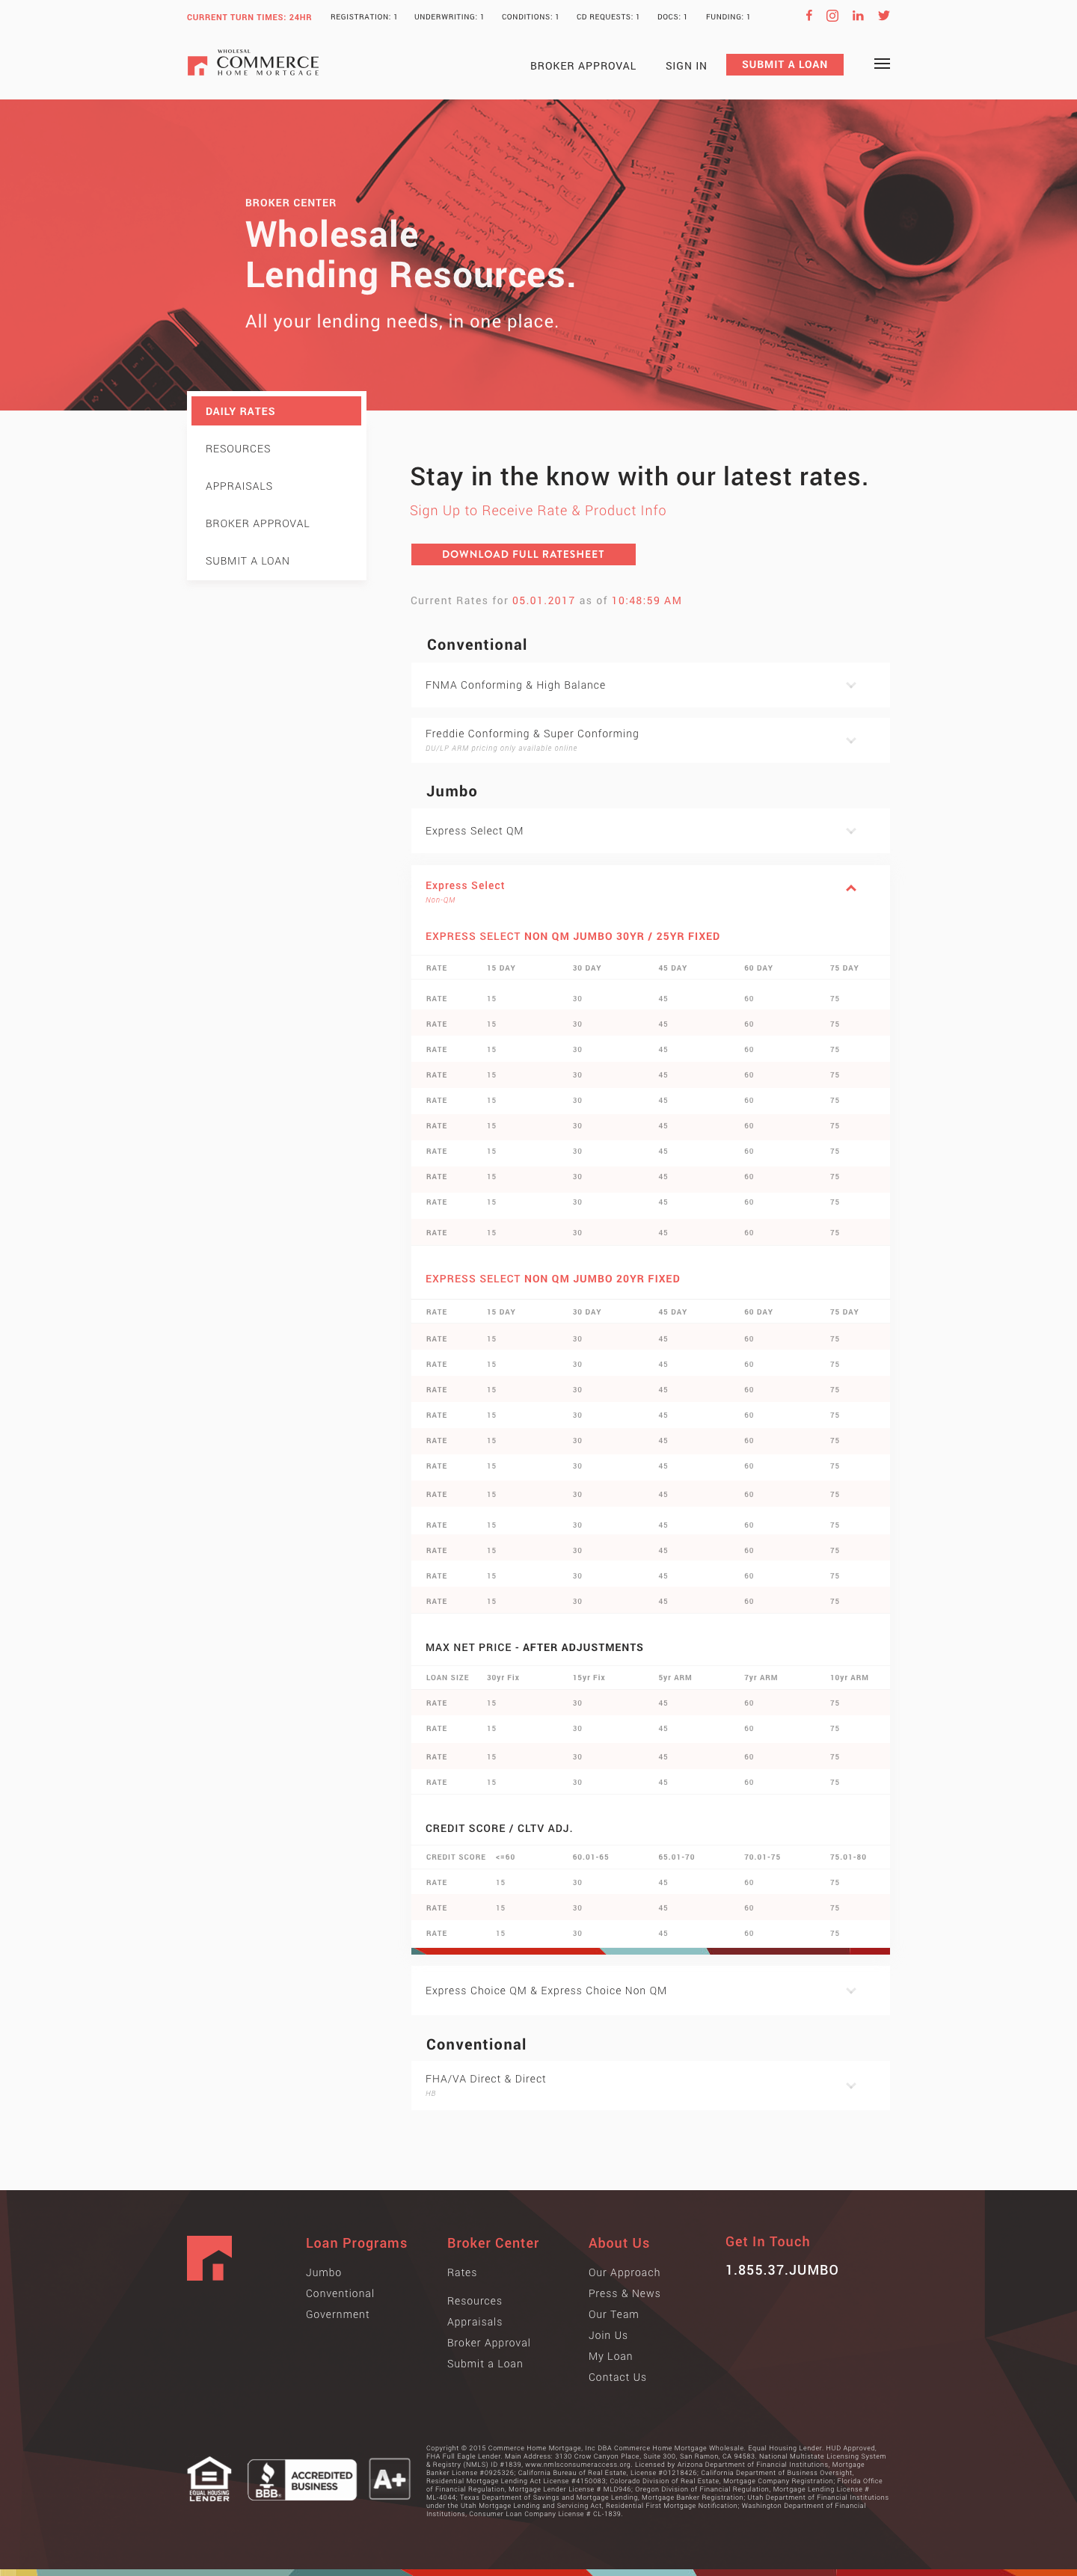 CURRENT TURN TIMES: 24HR REGISTRATION: 1 UNDERWRITING: 1 CONDITIONS: 1 CD REQUESTS: 1 DOCS: 1 FUNDING: 1
WHOLESAL
COMMERCE
HOME MORTGAGE
BROKER APPROVAL SIGN IN SUBMIT A LOAN
BROKER CENTER
Wholesale
Lending Resources.
All your lending needs, in one place.
DAILY RATES
RESOURCES
APPRAISALS
BROKER APPROVAL
SUBMIT A LOAN
Stay in the know with our latest rates.
Sign Up to Receive Rate & Product Info
DOWNLOAD FULL RATESHEET
Current Rates for 05.01.2017 as of 10:48:59 AM
Conventional
FNMA Conforming & High Balance
Freddie Conforming & Super Conforming
DU/LP ARM pricing only available online
Jumbo
Express Select QM
Express Select
Non-QM
EXPRESS SELECT NON QM JUMBO 30YR / 25YR FIXED
RATE 15 DAY 30 DAY 45 DAY 60 DAY 75 DAY
RATE 15 30 45 60 75
RATE 15 30 45 60 75
RATE 15 30 45 60 75
RATE 15 30 45 60 75
RATE 15 30 45 60 75
RATE 15 30 45 60 75
RATE 15 30 45 60 75
RATE 15 30 45 60 75
RATE 15 30 45 60 75
RATE 15 30 45 60 75
EXPRESS SELECT NON QM JUMBO 20YR FIXED
RATE 15 DAY 30 DAY 45 DAY 60 DAY 75 DAY
RATE 15 30 45 60 75
RATE 15 30 45 60 75
RATE 15 30 45 60 75
RATE 15 30 45 60 75
RATE 15 30 45 60 75
RATE 15 30 45 60 75
RATE 15 30 45 60 75
RATE 15 30 45 60 75
RATE 15 30 45 60 75
RATE 15 30 45 60 75
RATE 15 30 45 60 75
MAX NET PRICE - AFTER ADJUSTMENTS
LOAN SIZE 30yr Fix 15yr Fix 5yr ARM 7yr ARM 10yr ARM
RATE 15 30 45 60 75
RATE 15 30 45 60 75
RATE 15 30 45 60 75
RATE 15 30 45 60 75
CREDIT SCORE / CLTV ADJ.
CREDIT SCORE <=60 60.01-65 65.01-70 70.01-75 75.01-80
RATE 15 30 45 60 75
RATE 15 30 45 60 75
RATE 15 30 45 60 75
Express Choice QM & Express Choice Non QM
Conventional
FHA/VA Direct & Direct
HB
Loan Programs
Jumbo
Conventional
Government
Broker Center
Rates
Resources
Appraisals
Broker Approval
Submit a Loan
About Us
Our Approach
Press & News
Our Team
Join Us
My Loan
Contact Us
Get In Touch
1.855.37.JUMBO
EQUAL HOUSING
LENDER
BBB
ACCREDITED
BUSINESS
A+
Copyright © 2015 Commerce Home Mortgage, Inc DBA Commerce Home Mortgage Wholesale. Equal Housing Lender. HUD Approved,
FHA Full Eagle Lender. Main Address: 3130 Crow Canyon Place, Suite 300, San Ramon, CA 94583. National Multistate Licensing System
& Registry (NMLS) ID #1839, www.nmlsconsumeraccess.org. Licensed by Arizona Department of Financial Institutions, Mortgage
Banker License #0925326; California Bureau of Real Estate, License #01218426; California Department of Business Oversight,
Residential Mortgage Lending Act License #4150083; Colorado Division of Real Estate, Mortgage Company Registration; Florida Office
of Financial Regulation, Mortgage Lender License # MLD946; Oregon Division of Financial Regulation, Mortgage Lending License #
ML-4044; Texas Department of Savings and Mortgage Lending, Mortgage Banker Registration; Utah Department of Financial Institutions
under the Utah Mortgage Lending and Servicing Act, Residential First Mortgage Notification; Washington Department of Financial
Institutions, Consumer Loan Company License # CL-1839.